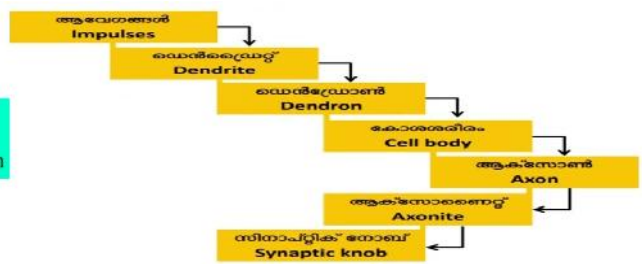 ആവേഗങ്ങൾ
Impulses
ഡെൻഡ്രൈറ്റ്
Dendrite
ഡെൻഡ്രോൺ
Dendron
കോശശരീരം
Cell body
ആക്സോൺ
Axon
ആക്സോണൈറ്റ്
Axonite
സിനാപ്റ്റിക് നോബ്
Synaptic knob